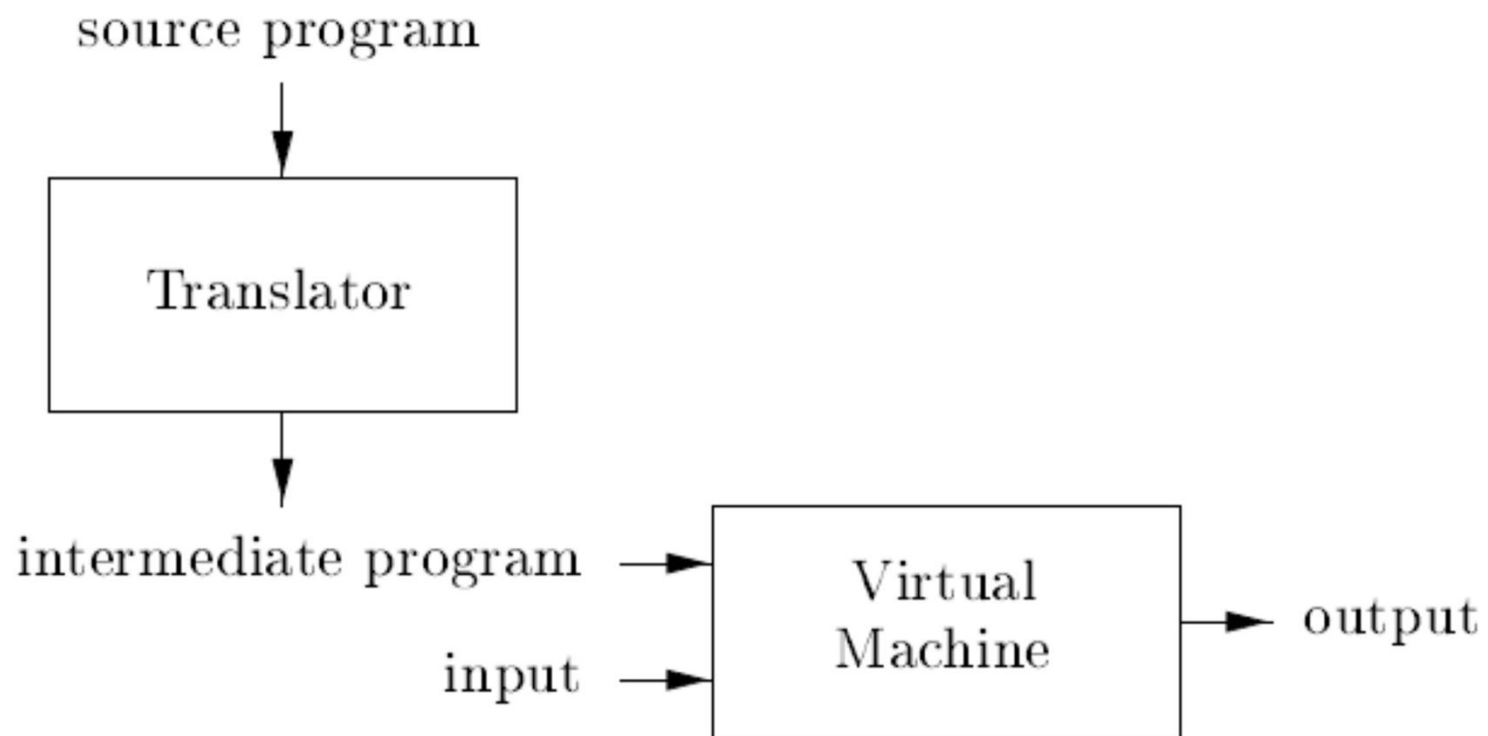 source program
Translator
intermediate program
input
Virtual
Machine
output